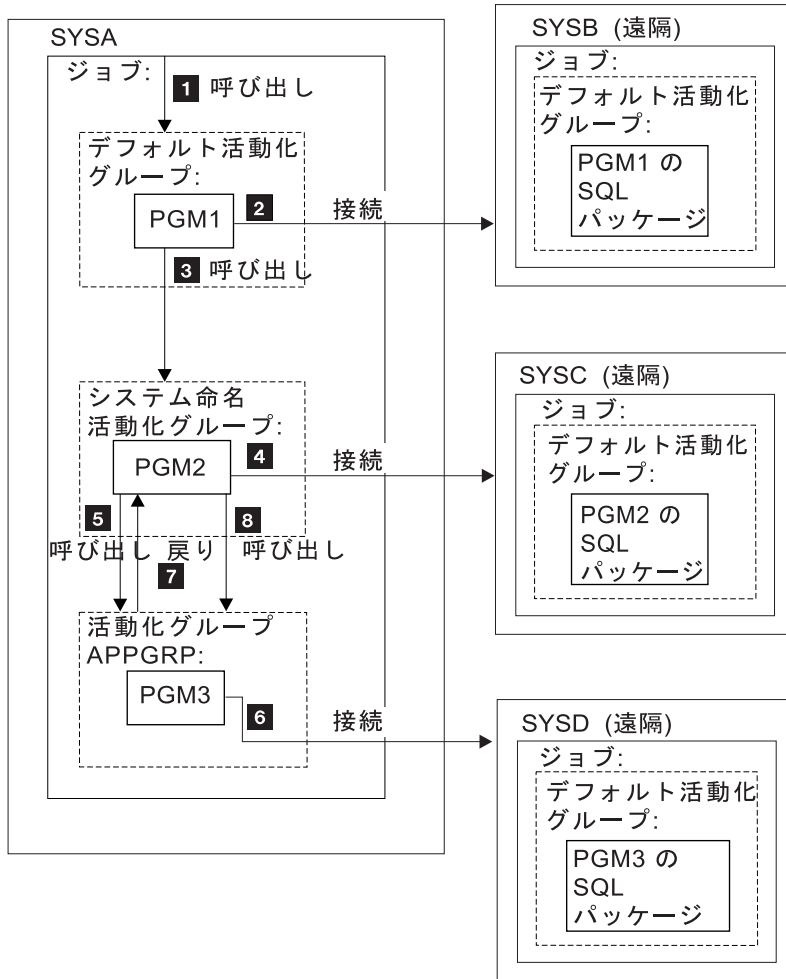 SYSA
ジョブ:
1 呼び出し
デフォルト活動化
グループ:
PGM1
2
接続
3 呼び出し
システム命名
活動化グループ:
PGM2
4
接続
5
8
呼び出し 戻り 呼び出し
7
活動化グループ
APPGRP:
PGM3
6
接続
SYSB (遠隔)
ジョブ:
デフォルト活動化
グループ:
PGM1 の
SQL
パッケージ
SYSC (遠隔)
ジョブ:
デフォルト活動化
グループ:
PGM2 の
SQL
パッケージ
SYSD (遠隔)
ジョブ:
デフォルト活動化
グループ:
PGM3 の
SQL
パッケージ